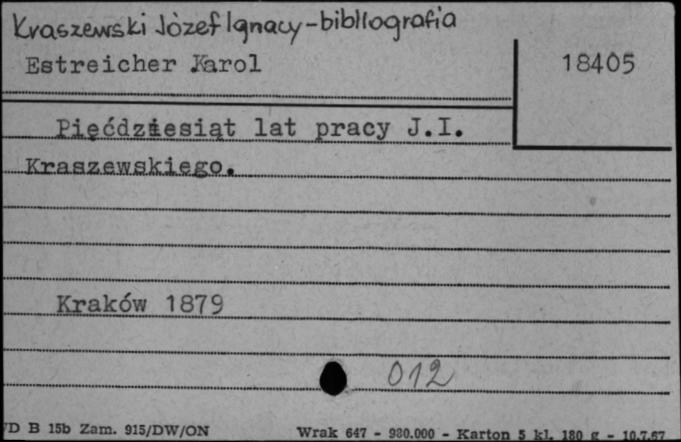 Kraszewski Józef Ignacy - bibliografia
Estreicher Karol
18405
Pięćdziesiąt lat pracy J.I.
Kraszewskiego.
Kraków 1879
012
D B 15b Zam. 915/DW/ON
Wrak 647 - 930.000 - Karton 5 kl. 180 g - 10.7.67